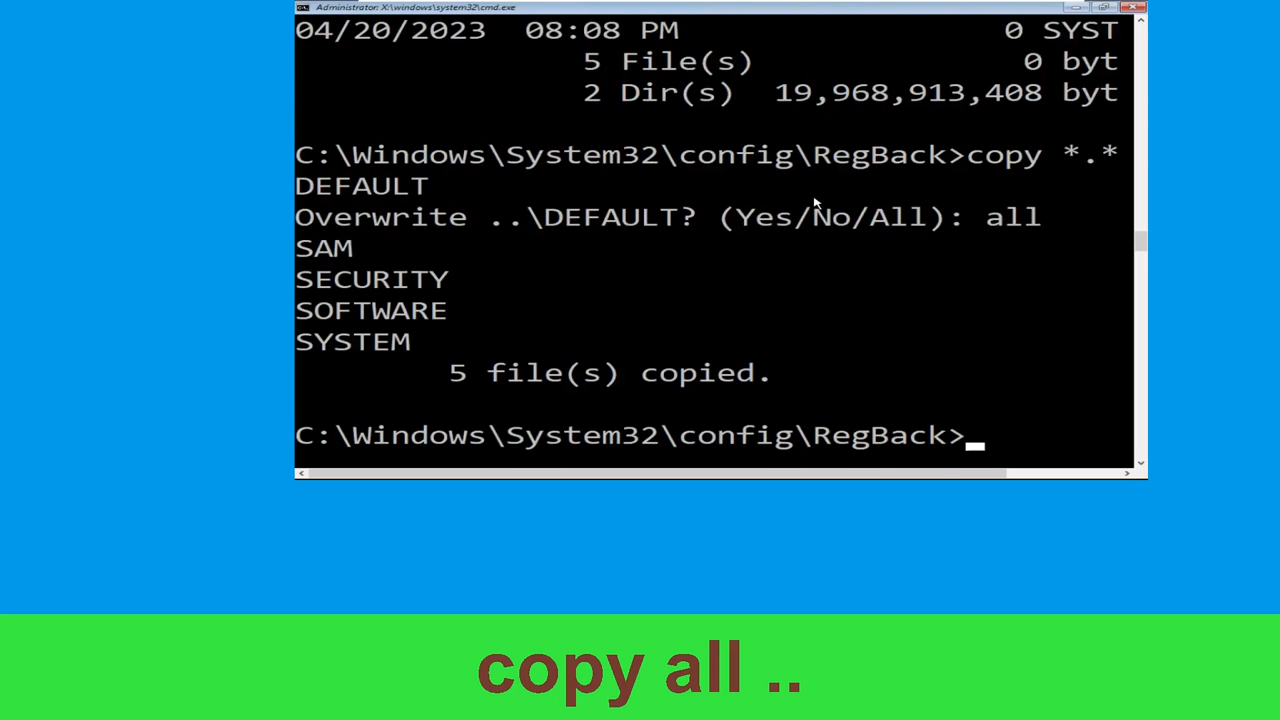 Administrator: X:\windows\system32\cmd.exe
04/20/2023  08:08 PM                 0 SYST
               5 File(s)              0 byt
               2 Dir(s)  19,968,913,408 byt
C:\Windows\System32\config\RegBack>copy *.*
DEFAULT
Overwrite ..\DEFAULT? (Yes/No/All): all
SAM
SECURITY
SOFTWARE
SYSTEM
        5 file(s) copied.
C:\Windows\System32\config\RegBack>_
copy all ..